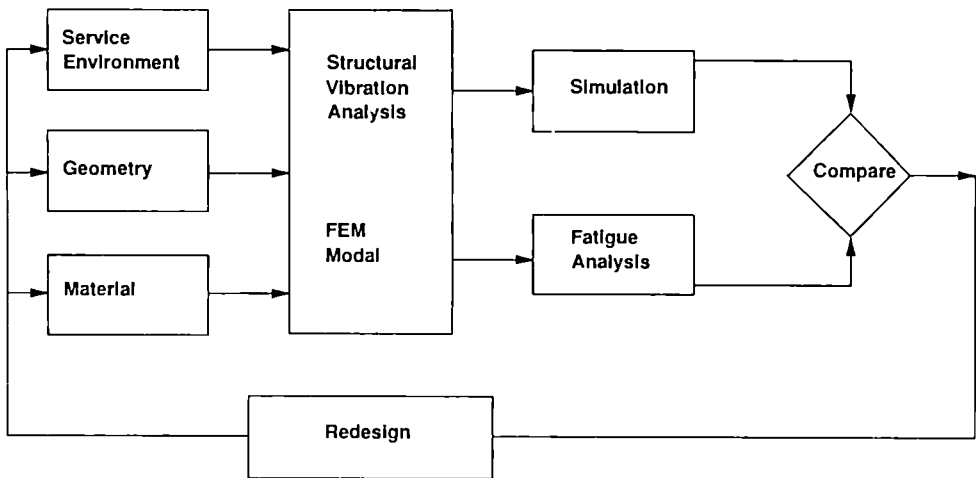 Service
Environment
Geometry
Material
Structural
Vibration
Analysis
FEM
Modal
Simulation
Fatigue
Analysis
Compare
Redesign